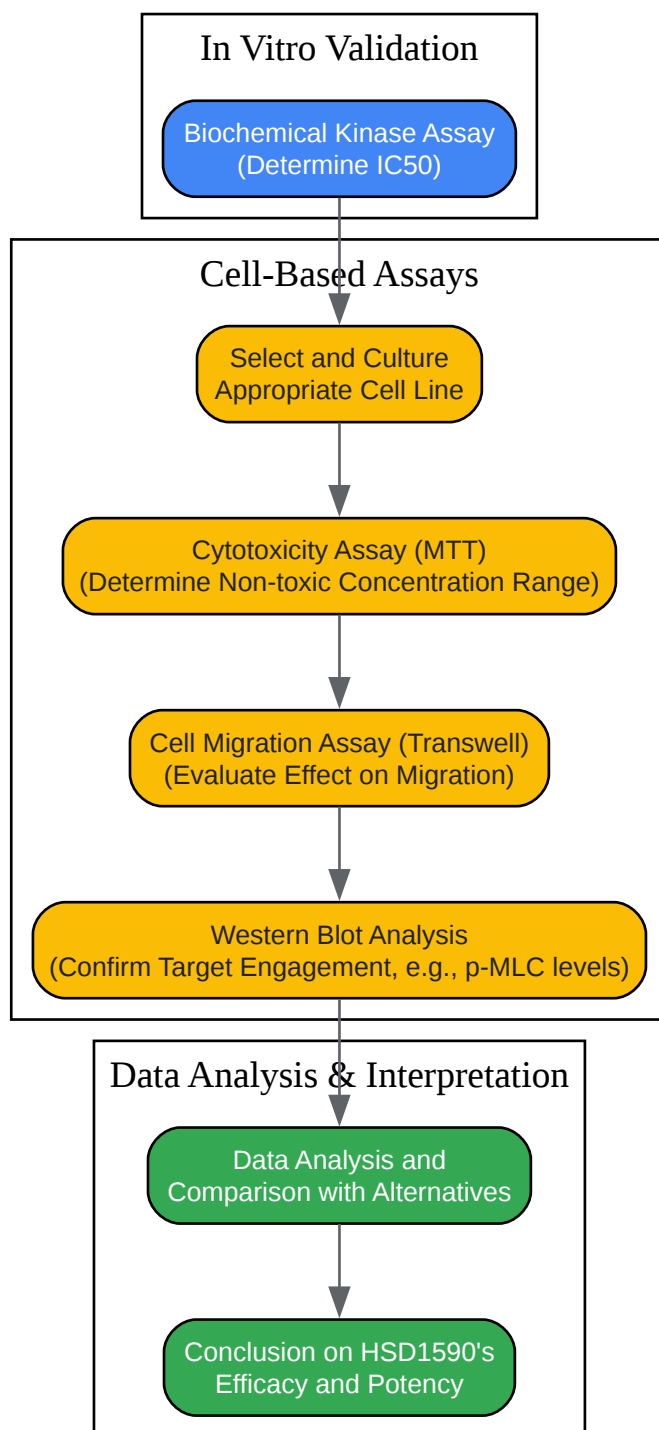 In Vitro Validation
Biochemical Kinase Assay
(Determine IC50)
Cell-Based Assays
Select and Culture
Appropriate Cell Line
Cytotoxicity Assay (MTT)
(Determine Non-toxic Concentration Range)
Cell Migration Assay (Transwell)
(Evaluate Effect on Migration)
Western Blot Analysis
(Confirm Target Engagement, e.g., p-MLC levels)
Data Analysis & Interpretation
Data Analysis and
Comparison with Alternatives
Conclusion on HSD1590's
Efficacy and Potency